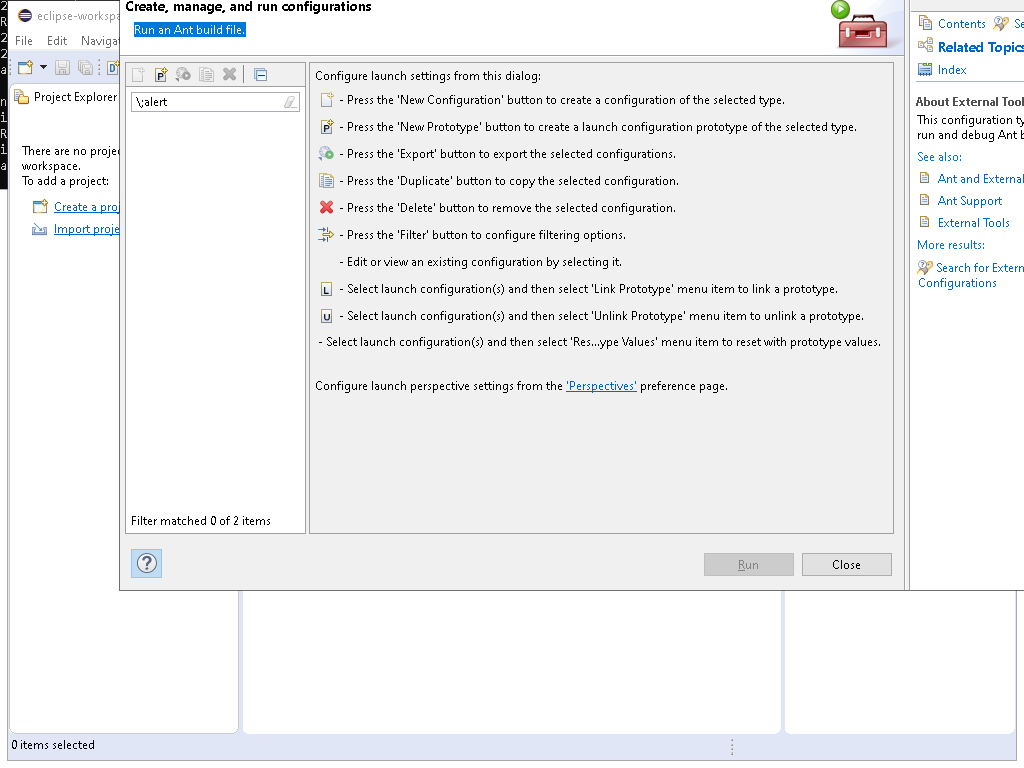 Create, manage, and run configurations
Run an Ant build file.
eclipse-workspa
File Edit Naviga
Project Explorer
There are no projec
workspace.
To add a project:
Create a proj
Import proje
\;alert
Filter matched 0 of 2 items
Configure launch settings from this dialog:
- Press the 'New Configuration' button to create a configuration of the selected type.
- Press the 'New Prototype' button to create a launch configuration prototype of the selected type.
- Press the 'Export' button to export the selected configurations.
- Press the 'Duplicate' button to copy the selected configuration.
- Press the 'Delete' button to remove the selected configuration.
- Press the 'Filter' button to configure filtering options.
- Edit or view an existing configuration by selecting it.
L - Select launch configuration(s) and then select 'Link Prototype' menu item to link a prototype.
U - Select launch configuration(s) and then select 'Unlink Prototype' menu item to unlink a prototype.
- Select launch configuration(s) and then select 'Res...ype Values' menu item to reset with prototype values.
Configure launch perspective settings from the 'Perspectives' preference page.
Run Close
Contents Se
Related Topics
Index
About External Tool
This configuration ty
run and debug Ant b
See also:
Ant and External
Ant Support
External Tools
More results:
Search for Extern
Configurations
0 items selected